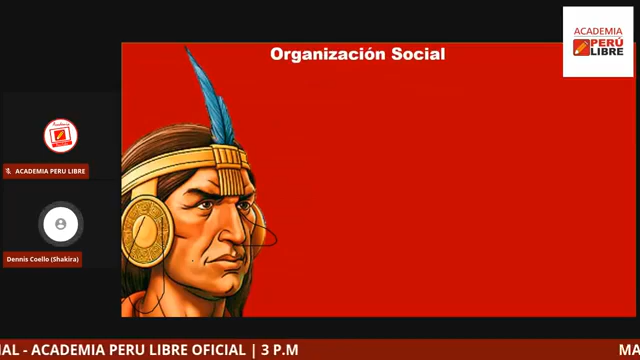 Organización Social
ACADEMIA
PERÚ
LIBRE
ACADEMIA PERU LIBRE
Dennis Coello (Shakira)
IAL - ACADEMIA PERU LIBRE OFICIAL | 3 P.M
MA